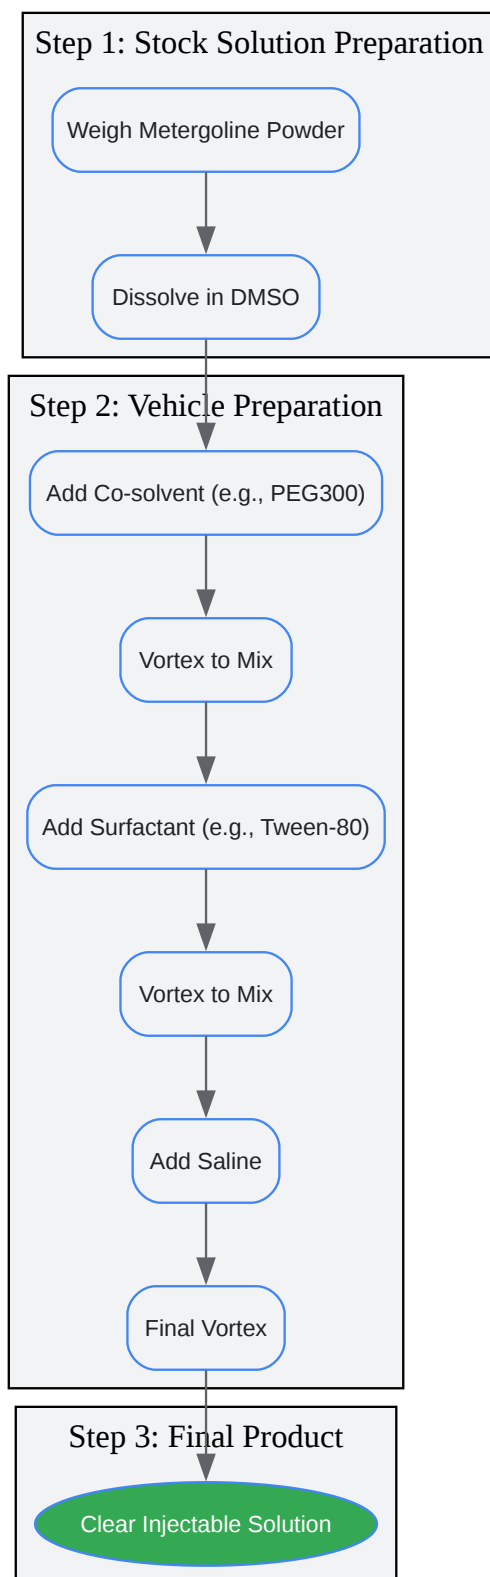 Step 1: Stock Solution Preparation
Weigh Metergoline Powder
Dissolve in DMSO
Step 2: Vehicle Preparation
Add Co-solvent (e.g., PEG300)
Vortex to Mix
Add Surfactant (e.g., Tween-80)
Vortex to Mix
Add Saline
Final Vortex
Step 3: Final Product
Clear Injectable Solution